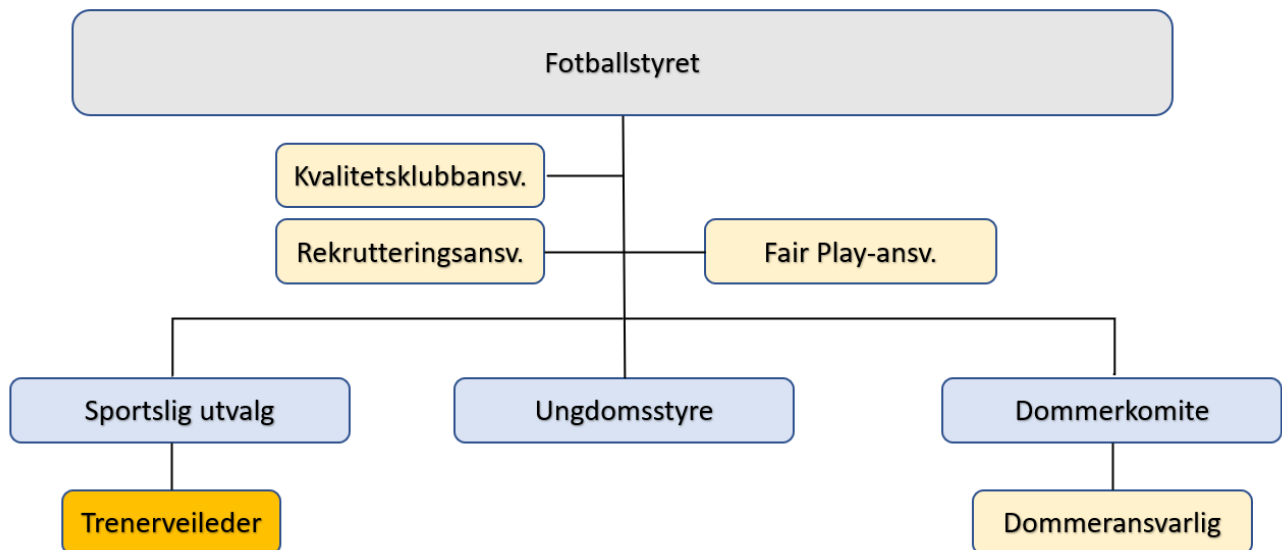 Fotballstyret
Kvalitetsklubbansv.
Rekrutteringsansv.
Fair Play-ansv.
Sportslig utvalg
Ungdomsstyre
Dommerkomite
Trenerveileder
Dommeransvarlig